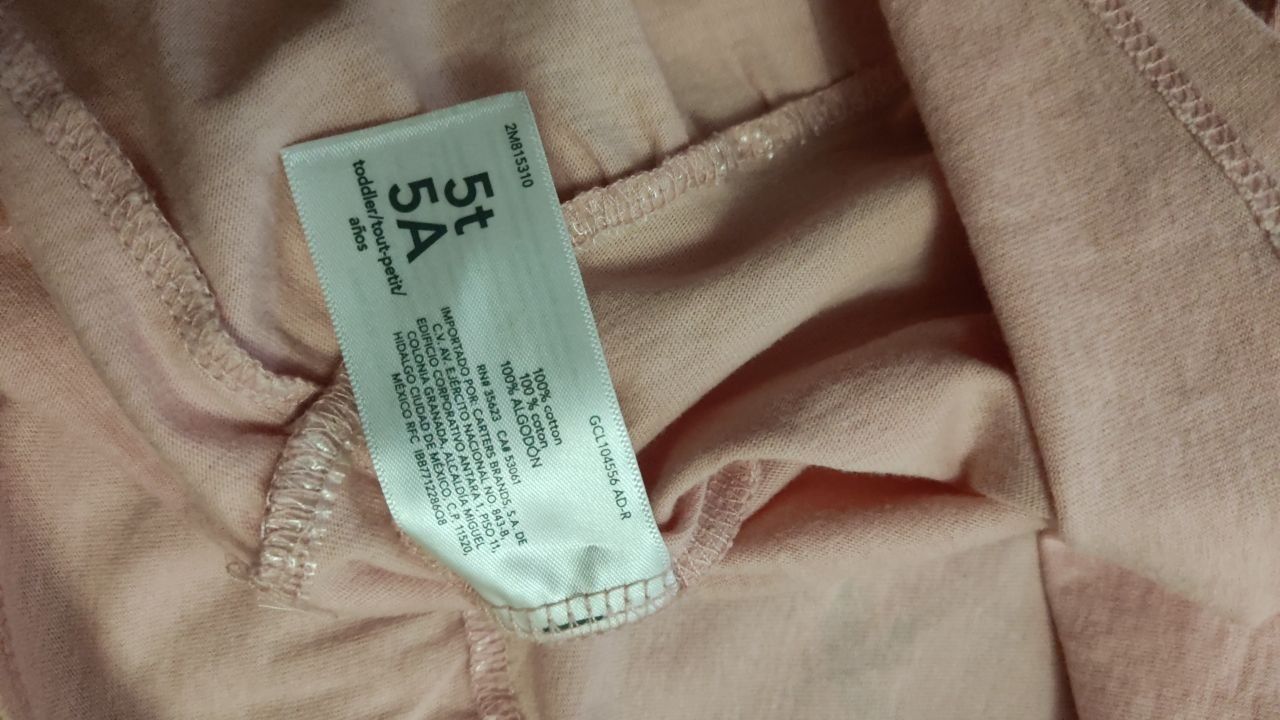 2M815310
5t
5A
toddler/tout-petit/
años
GCL104556 AD-R
100% cotton
100 % coton
100% ALGODÓN
RN# 35623 CA# 53061
IMPORTADO POR: CARTERS BRANDS, S.A. DE
C.V. AV. EJÉRCITO NACIONAL NO. 843-B,
EDIFICIO CORPORATIVO ANTARA 1, PISO 11,
COLONIA GRANADA, ALCALDÍA MIGUEL
HIDALGO CIUDAD DE MÉXICO, C.P. 11520,
MÉXICO RFC IBB771228608